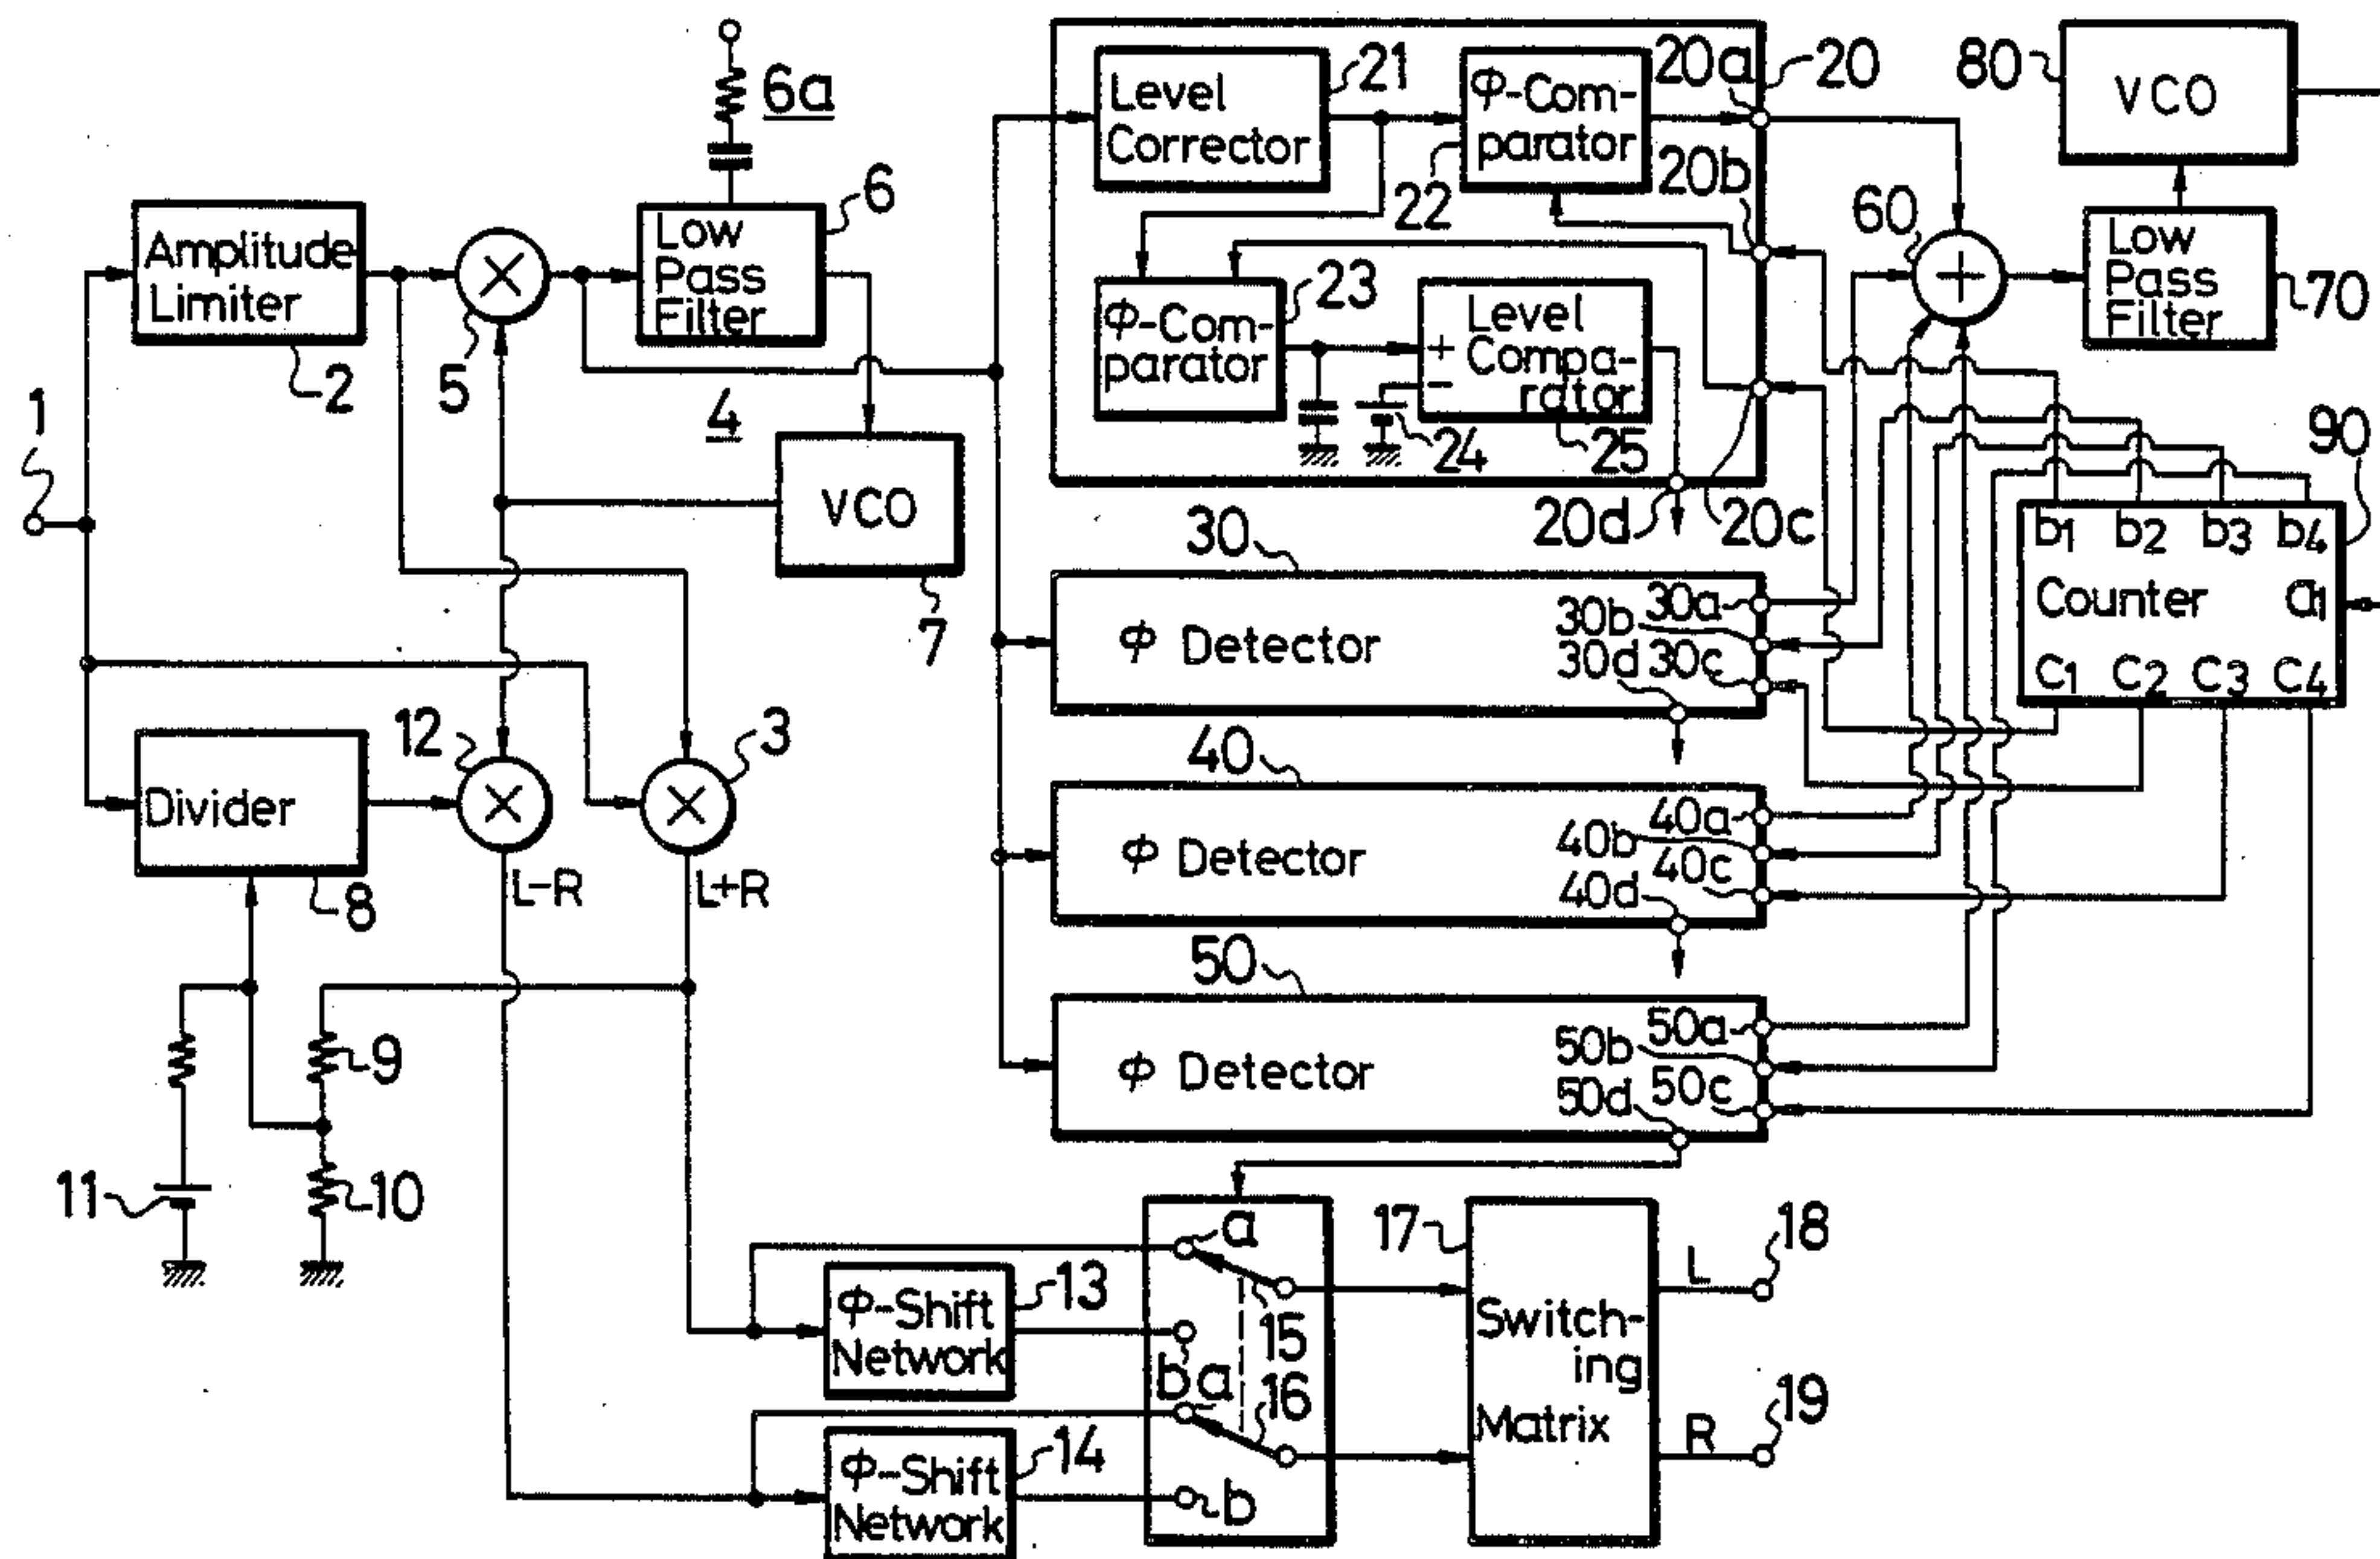 1
Amplitude
Limiter
2
5
6a
Low
Pass
Filter
6
4
VCO
7
Level
Corrector
21
φ-Com-
parator
22
20a
20
20b
φ-Com-
parator
23
+
−
Level
Compa-
rator
24
25
20d
20c
60
+
80
VCO
Low
Pass
Filter
70
90
b1 b2 b3 b4
Counter a1
C1 C2 C3 C4
30
φ Detector
30a
30b
30d 30c
40
φ Detector
40a
40b
40c
40d
50
φ Detector
50a
50b
50c
50d
Divider
8
12
3
L-R
L+R
9
10
11
φ-Shift
Network
13
φ-Shift
Network
14
a
b
15
a
b
16
17
Switch-
ing
Matrix
L
18
R
19